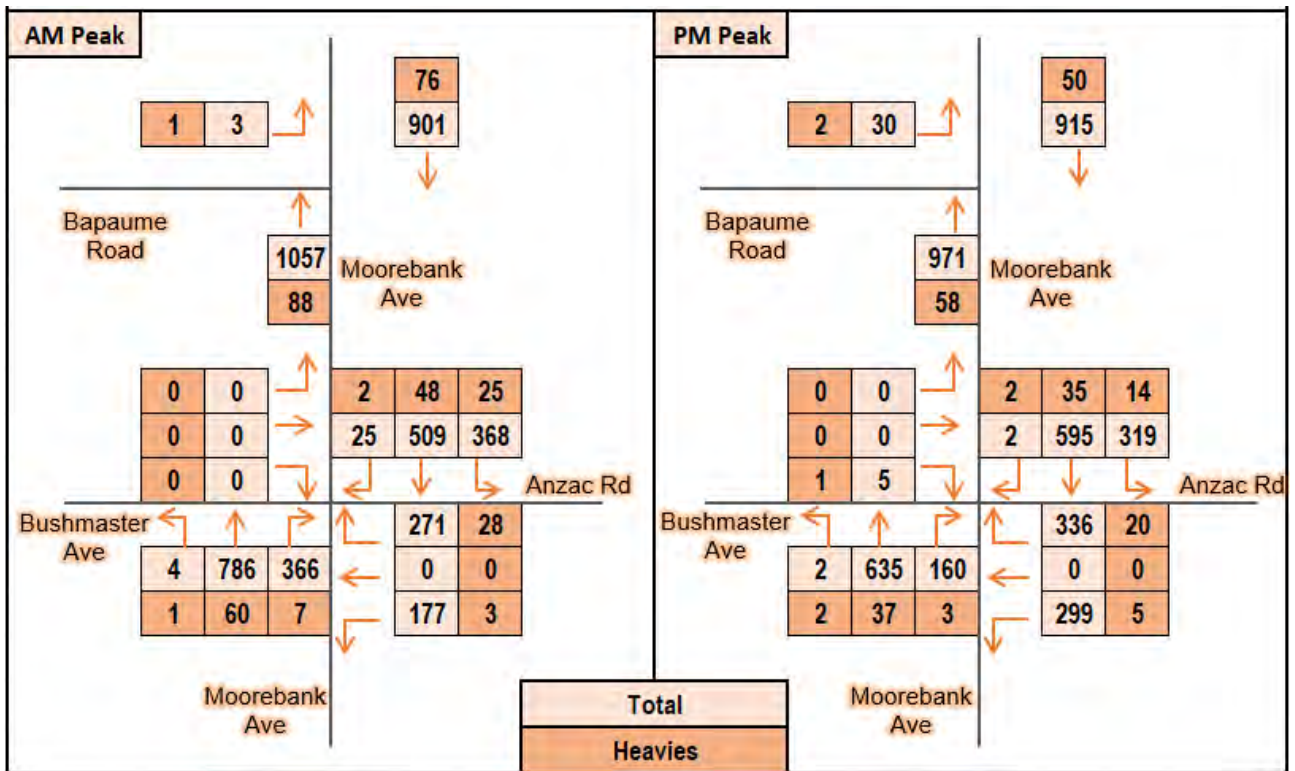 AM Peak
76
1 3
901
Bapaume
Road
1057
88
Moorebank
Ave
0 0
0 0
0 0
2 48 25
25 509 368
Anzac Rd
Bushmaster
Ave
4 786 366
1 60 7
271 28
0 0
177 3
Moorebank
Ave
PM Peak
50
2 30
915
Bapaume
Road
971
58
Moorebank
Ave
0 0
0 0
1 5
2 35 14
2 595 319
Anzac Rd
Bushmaster
Ave
2 635 160
2 37 3
336 20
0 0
299 5
Moorebank
Ave
Total
Heavies